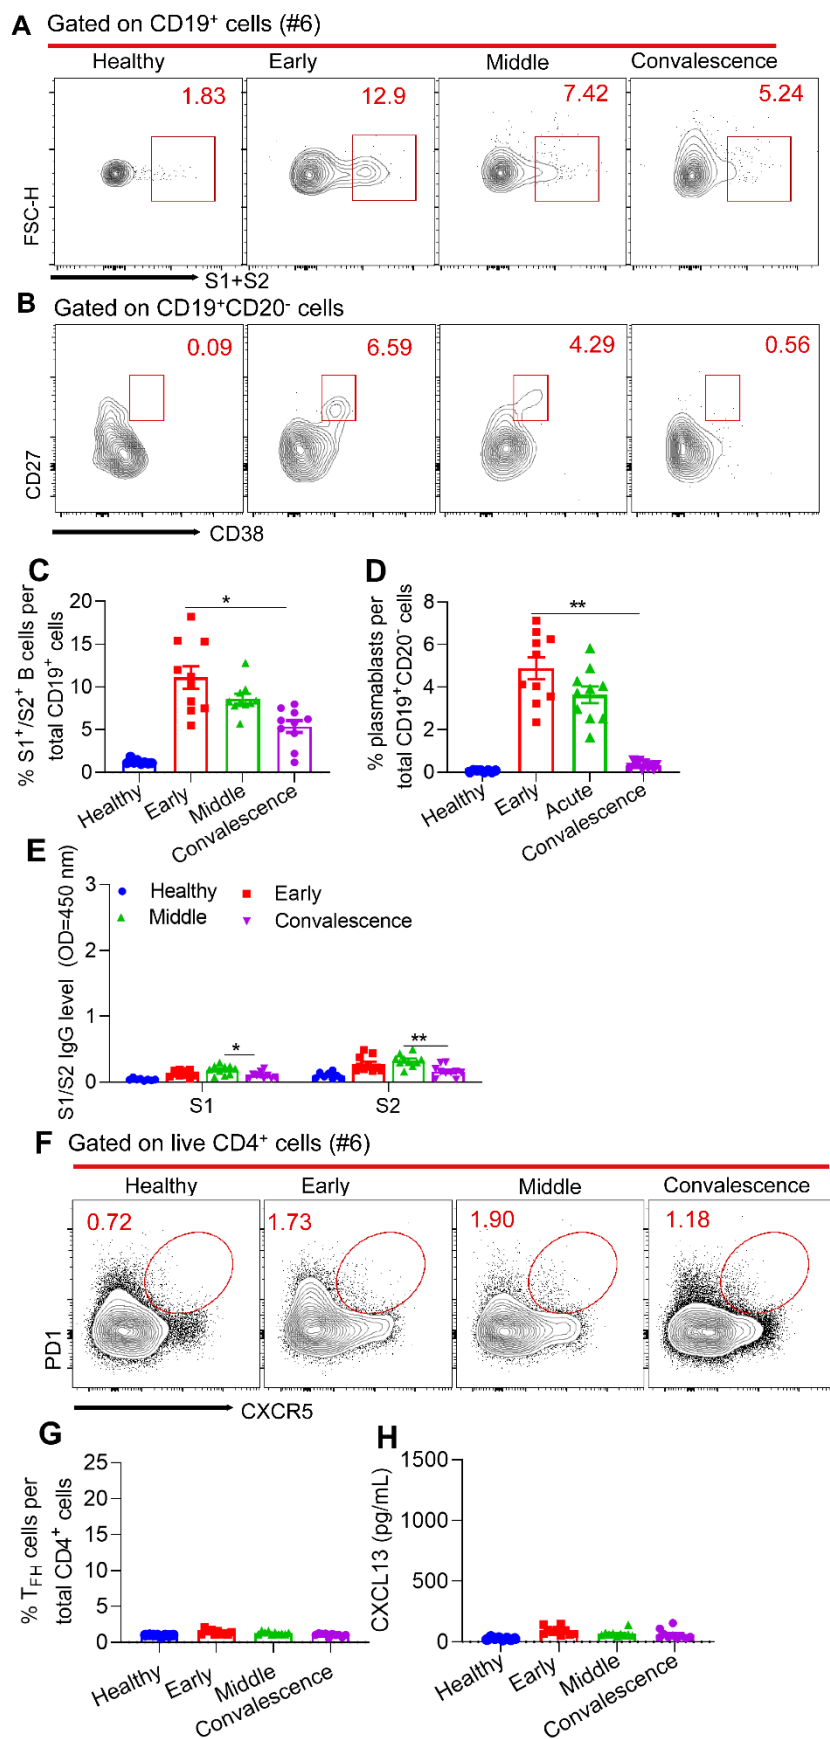 A Gated on CD19⁺ cells (#6)
Healthy Early Middle Convalescence
1.83 12.9 7.42 5.24
FSC-H
S1+S2
B Gated on CD19⁺CD20⁻ cells
0.09 6.59 4.29 0.56
CD27
CD38
C
% S1⁺/S2⁺ B cells per
total CD19⁺ cells
20
15
10
5
0
*
Healthy
Early
Middle
Convalescence
D
% plasmablasts per
total CD19⁺CD20⁻ cells
8
6
4
2
0
**
Healthy
Early
Acute
Convalescence
E
S1/S2 IgG level (OD=450 nm)
3
2
1
0
Healthy Early
Middle Convalescence
* **
S1 S2
F Gated on live CD4⁺ cells (#6)
Healthy Early Middle Convalescence
0.72 1.73 1.90 1.18
PD1
CXCR5
G
% TFH cells per
total CD4⁺ cells
25
20
15
10
5
0
Healthy
Early
Middle
Convalescence
H
CXCL13 (pg/mL)
1500
1000
500
0
Healthy
Early
Middle
Convalescence